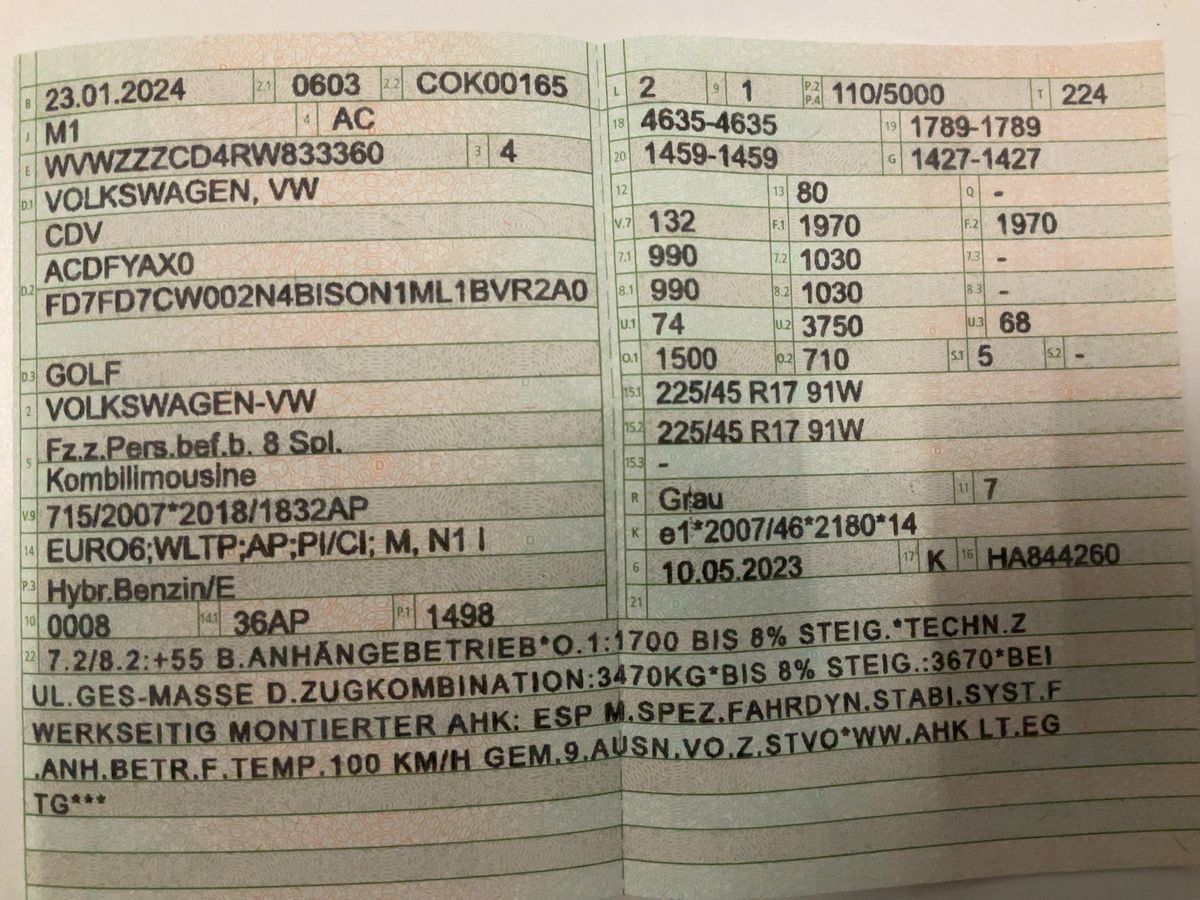 B 23.01.2024 2.1 0603 2.2 COK00165
J M1 4 AC
E WVWZZZCD4RW833360 3 4
D.1 VOLKSWAGEN, VW
CDV
D.2 ACDFYAX0
FD7FD7CW002N4BISON1ML1BVR2A0
D.3 GOLF
2 VOLKSWAGEN-VW
5 Fz.z.Pers.bef.b. 8 Sol.
Kombilimousine
V.9 715/2007*2018/1832AP
14 EURO6;WLTP;AP;PI/CI; M, N1 I
P.3 Hybr.Benzin/E
10 0008 14.1 36AP P.1 1498
L 2 9 1 P.2 P.4 110/5000 T 224
18 4635-4635 19 1789-1789
20 1459-1459 G 1427-1427
12 13 80 Q -
V.7 132 F.1 1970 F.2 1970
7.1 990 7.2 1030 7.3 -
8.1 990 8.2 1030 8.3 -
U.1 74 U.2 3750 U.3 68
O.1 1500 O.2 710 S.1 5 S.2 -
15.1 225/45 R17 91W
15.2 225/45 R17 91W
15.3 -
R Grau 11 7
K e1*2007/46*2180*14
6 10.05.2023 17 K 16 HA844260
21
22 7.2/8.2:+55 B.ANHÄNGEBETRIEB*O.1:1700 BIS 8% STEIG.*TECHN.Z
UL.GES-MASSE D.ZUGKOMBINATION:3470KG*BIS 8% STEIG.:3670*BEI
WERKSEITIG MONTIERTER AHK: ESP M.SPEZ.FAHRDYN.STABI.SYST.F
.ANH.BETR.F.TEMP.100 KM/H GEM.9.AUSN.VO.Z.STVO*WW.AHK LT.EG
TG***